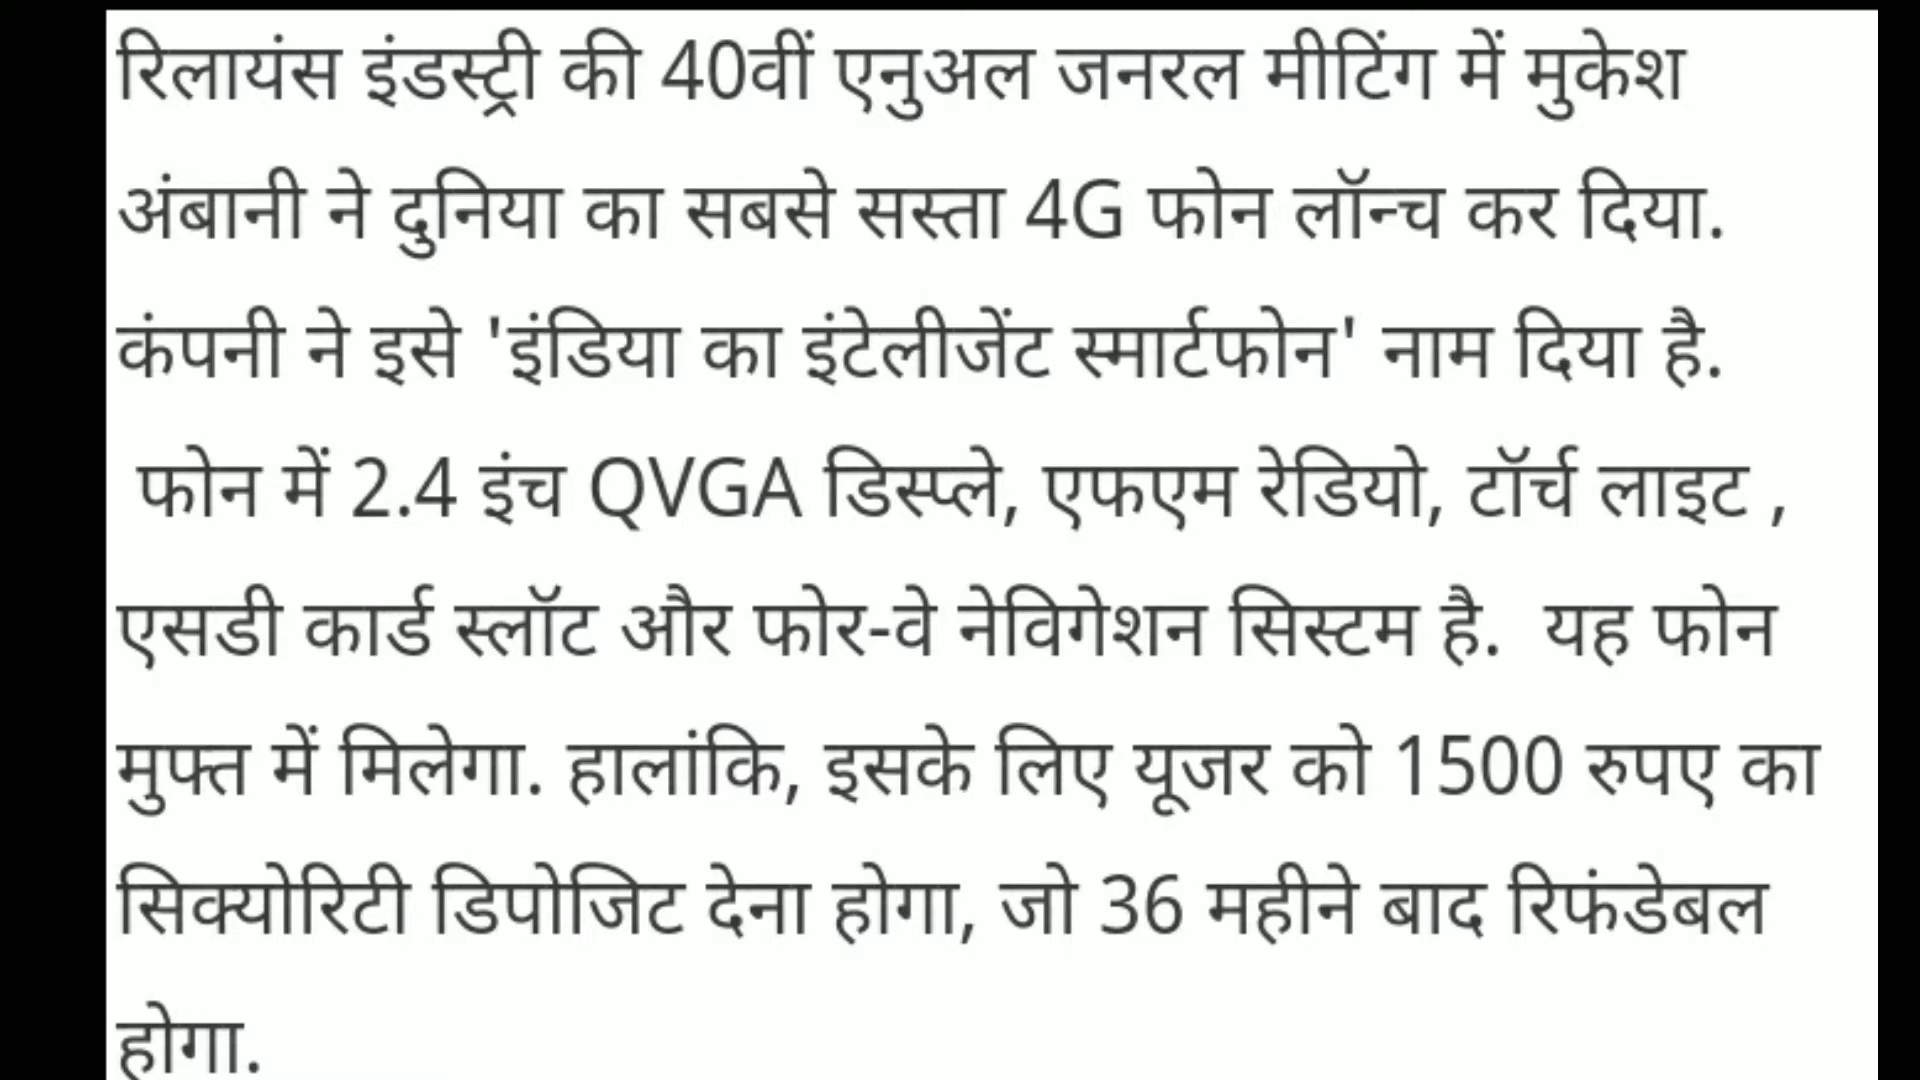 रिलायंस इंडस्ट्री की 40वीं एनुअल जनरल मीटिंग में मुकेश
अंबानी ने दुनिया का सबसे सस्ता 4G फोन लॉन्च कर दिया.
कंपनी ने इसे 'इंडिया का इंटेलीजेंट स्मार्टफोन' नाम दिया है.
फोन में 2.4 इंच QVGA डिस्प्ले, एफएम रेडियो, टॉर्च लाइट ,
एसडी कार्ड स्लॉट और फोर-वे नेविगेशन सिस्टम है. यह फोन
मुफ्त में मिलेगा. हालांकि, इसके लिए यूजर को 1500 रुपए का
सिक्योरिटी डिपोजिट देना होगा, जो 36 महीने बाद रिफंडेबल
होगा.